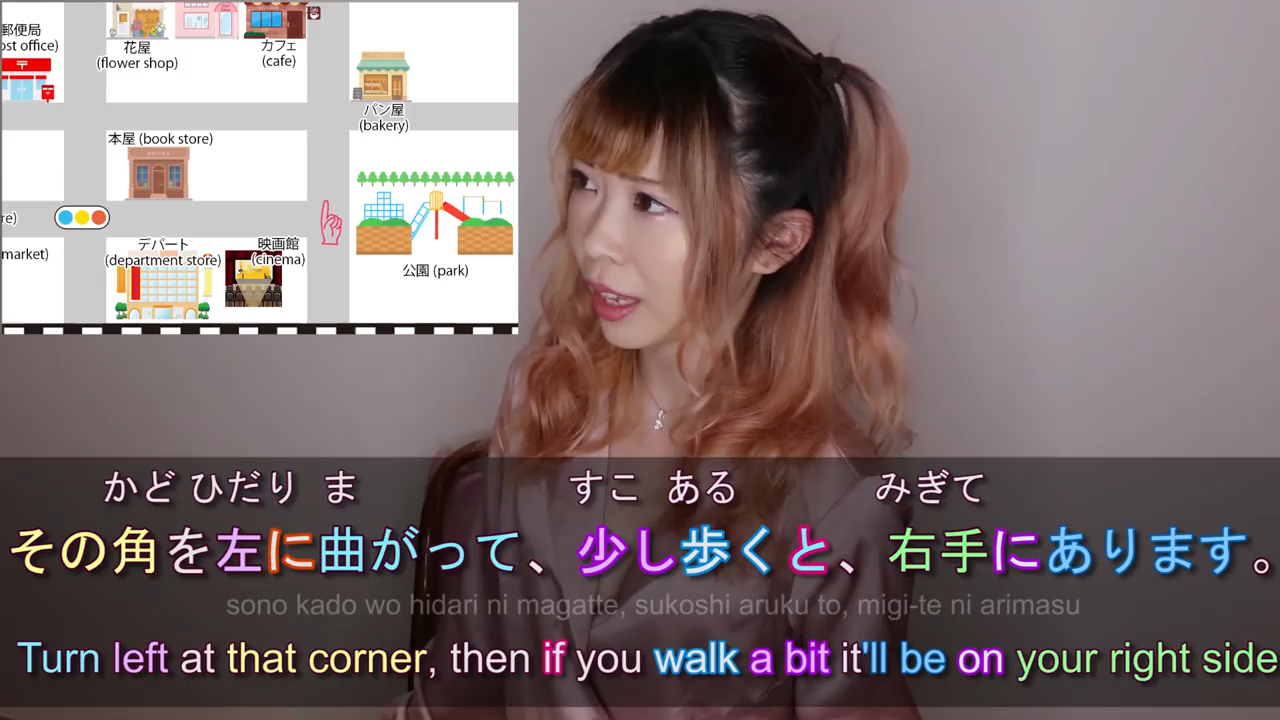 郵便局
ost office)
花屋
(flower shop)
カフェ
(cafe)
Cafe
〒
パン屋
(bakery)
本屋 (book store)
BOOKS
re)
market)
デパート
(department store)
映画館
(cinema)
公園 (park)
かど ひだり ま すこ ある みぎて
その角を左に曲がって、少し歩くと、右手にあります。
sono kado wo hidari ni magatte, sukoshi aruku to, migi-te ni arimasu
Turn left at that corner, then if you walk a bit it'll be on your right side